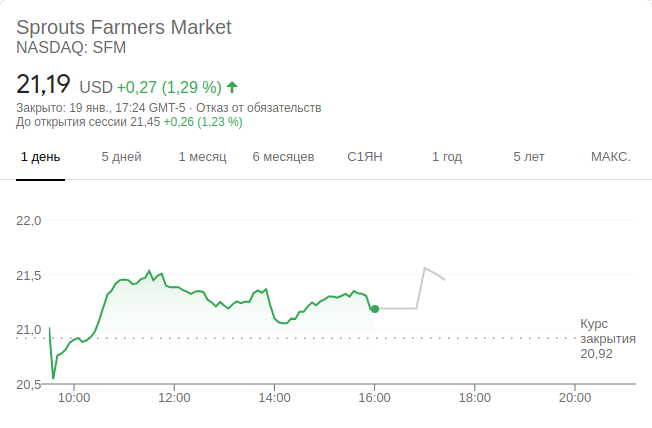 Sprouts Farmers Market
NASDAQ: SFM
21,19 USD +0,27 (1,29 %)
Закрыто: 19 янв., 17:24 GMT-5 · Отказ от обязательств
До открытия сессии 21,45 +0,26 (1,23 %)
1 день 5 дней 1 месяц 6 месяцев С1ЯН 1 год 5 лет МАКС.
22,0
21,5
21,0
Курс
закрытия
20,92
20,5
10:00 12:00 14:00 16:00 18:00 20:00